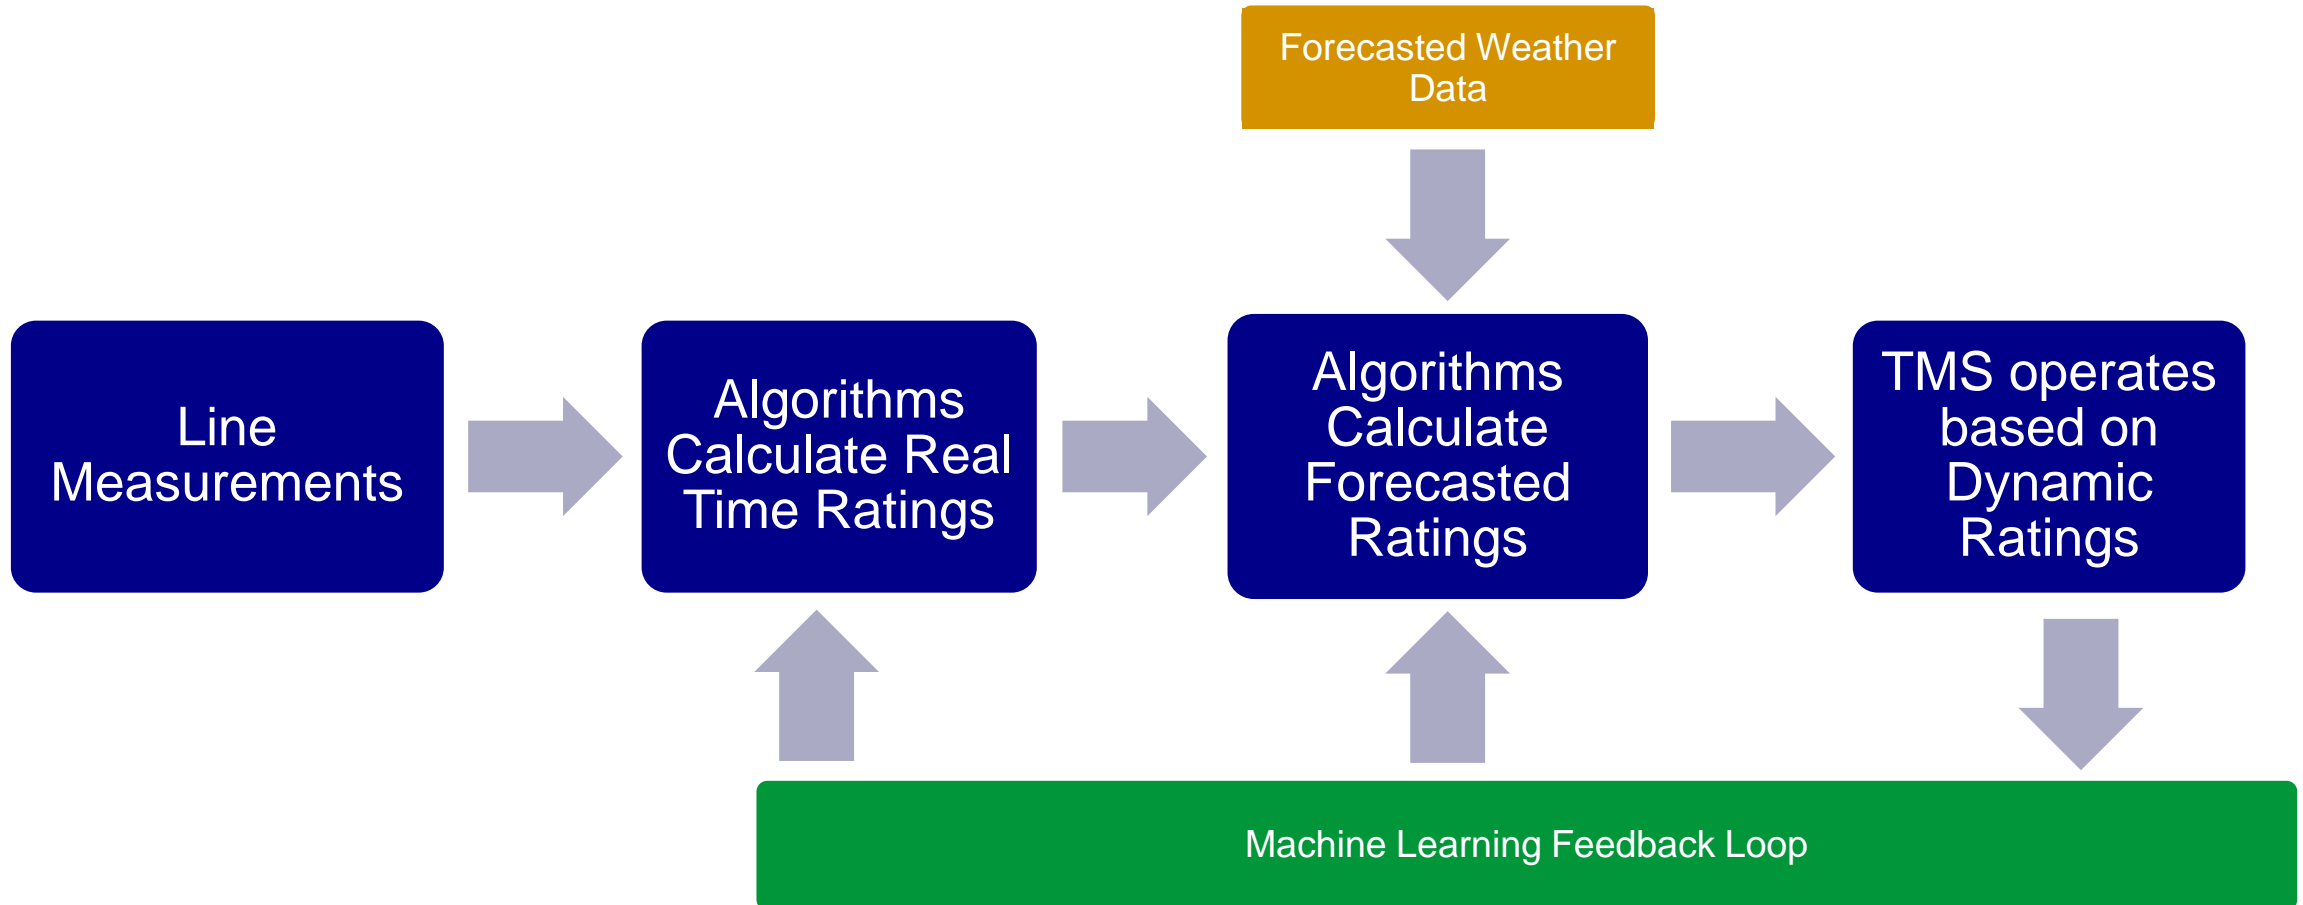 Forecasted Weather
Data
Line
Measurements
Algorithms
Calculate Real
Time Ratings
Algorithms
Calculate
Forecasted
Ratings
TMS operates
based on
Dynamic
Ratings
Machine Learning Feedback Loop